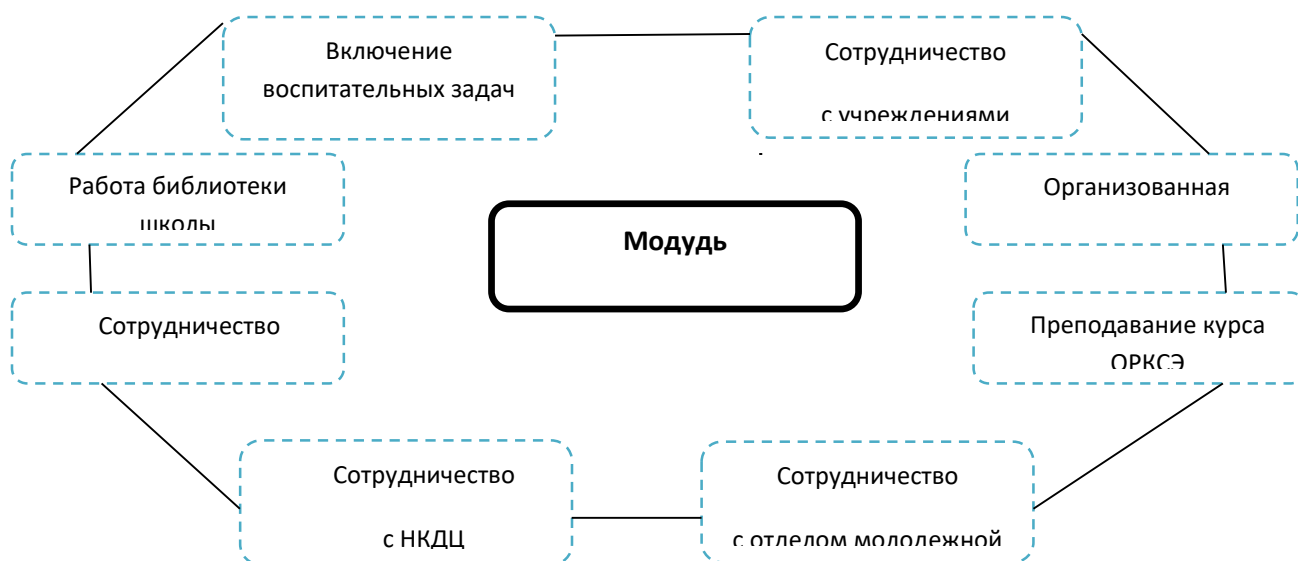 Включение
воспитательных задач
Сотрудничество
с учреждениями
Работа библиотеки
школы
Организованная
Модудь
Сотрудничество
Преподавание курса
ОРКСЭ
Сотрудничество
с НКДЦ
Сотрудничество
с отделом молодежной